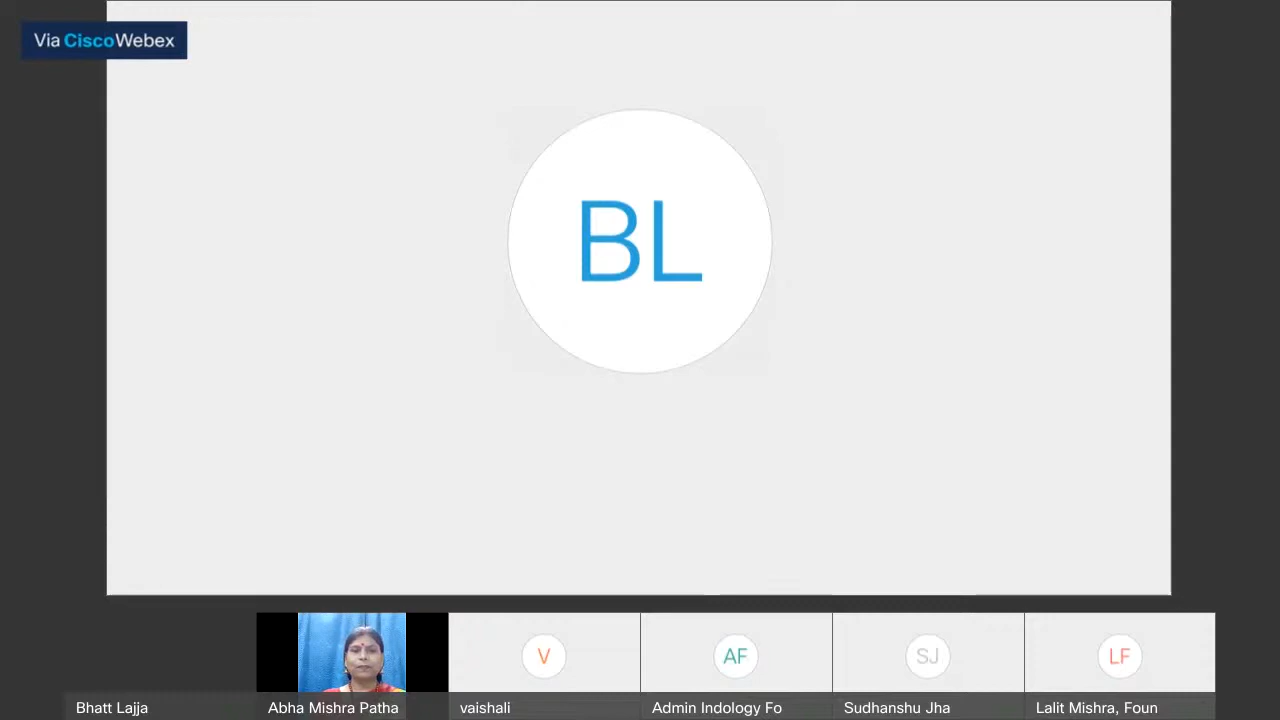 Via CiscoWebex
BL
V
AF
SJ
LF
Bhatt Lajja
Abha Mishra Patha
vaishali
Admin Indology Fo
Sudhanshu Jha
Lalit Mishra, Foun